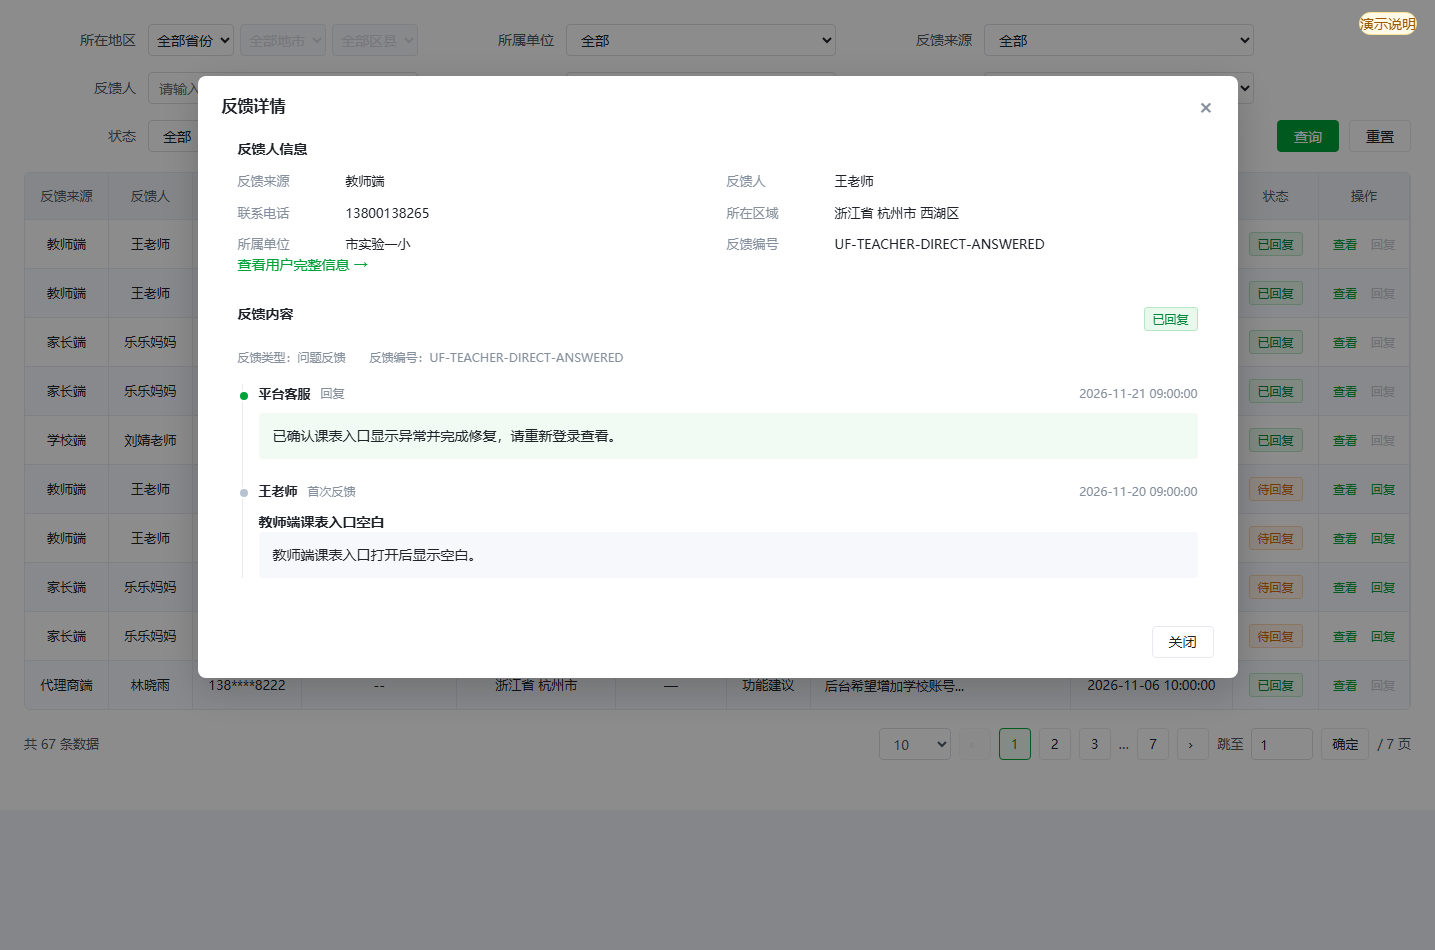 所在地区 全部省份 全部地市 全部区县 所属单位 全部 反馈来源 全部 演示说明
反馈人 请输入
状态 全部 查询 重置
反馈来源 反馈人 状态 操作
教师端 王老师 已回复 查看 回复
教师端 王老师 已回复 查看 回复
家长端 乐乐妈妈 已回复 查看 回复
家长端 乐乐妈妈 已回复 查看 回复
学校端 刘婧老师 已回复 查看 回复
教师端 王老师 待回复 查看 回复
教师端 王老师 待回复 查看 回复
家长端 乐乐妈妈 待回复 查看 回复
家长端 乐乐妈妈 待回复 查看 回复
代理商端 林晓雨 138****8222 -- 浙江省 杭州市 — 功能建议 后台希望增加学校账号... 2026-11-06 10:00:00 已回复 查看 回复
共 67 条数据 10 ‹ 1 2 3 ... 7 › 跳至 1 确定 / 7 页
反馈详情 ×
反馈人信息
反馈来源 教师端 反馈人 王老师
联系电话 13800138265 所在区域 浙江省 杭州市 西湖区
所属单位 市实验一小 反馈编号 UF-TEACHER-DIRECT-ANSWERED
查看用户完整信息 →
反馈内容 已回复
反馈类型：问题反馈 反馈编号：UF-TEACHER-DIRECT-ANSWERED
平台客服 回复 2026-11-21 09:00:00
已确认课表入口显示异常并完成修复，请重新登录查看。
王老师 首次反馈 2026-11-20 09:00:00
教师端课表入口空白
教师端课表入口打开后显示空白。
关闭